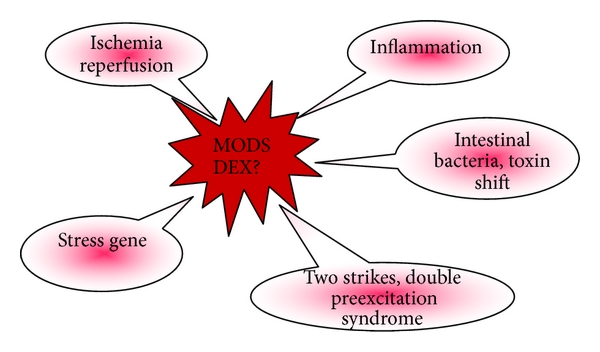 Ischemia
reperfusion
Inflammation
MODS
DEX?
Intestinal
bacteria, toxin
shift
Stress gene
Two strikes, double
preexcitation
syndrome